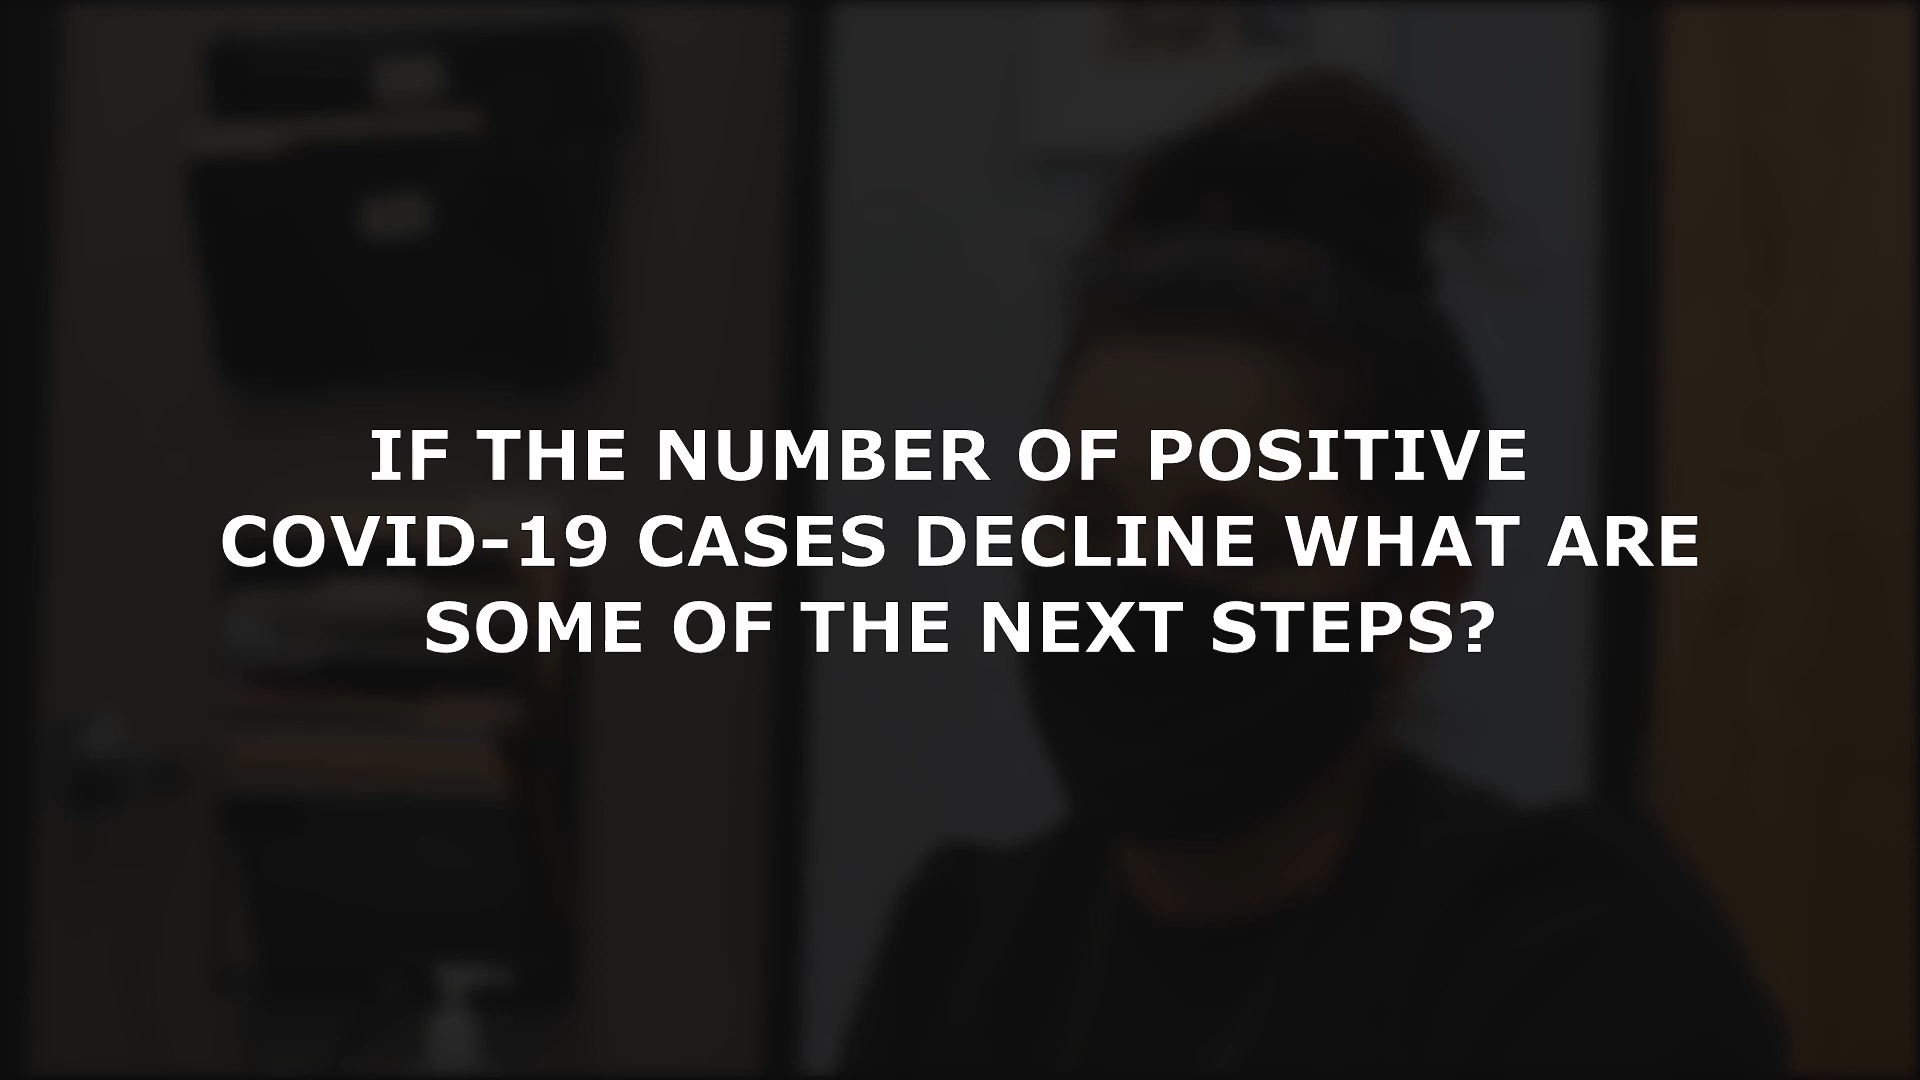 IF THE NUMBER OF POSITIVE
COVID-19 CASES DECLINE WHAT ARE
SOME OF THE NEXT STEPS?